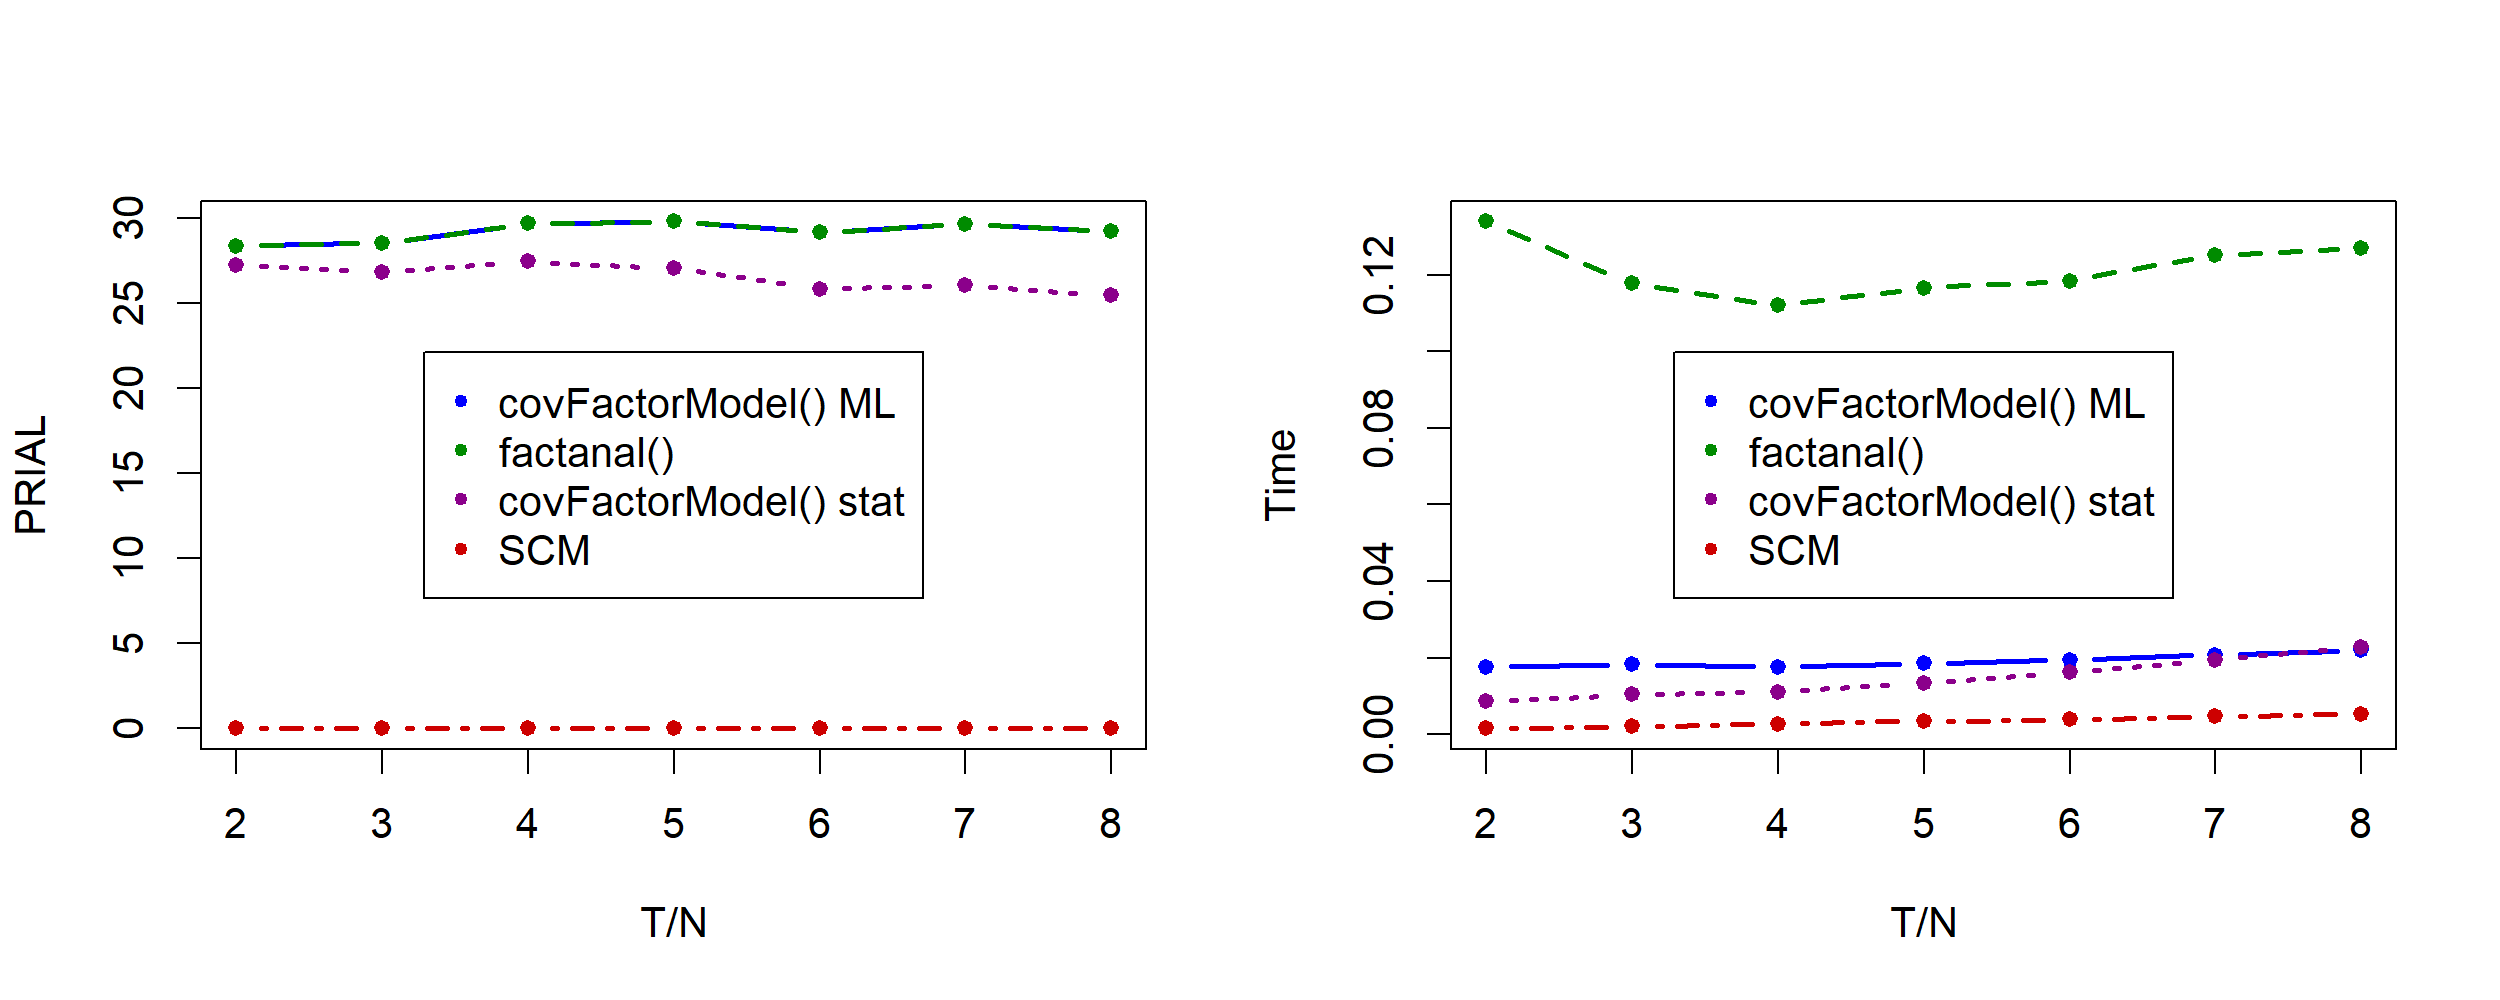 PRIAL
30
25
20
15
10
5
0
covFactorModel() ML
factanal()
covFactorModel() stat
SCM
2 3 4 5 6 7 8
T/N
Time
0.12
0.08
0.04
0.00
covFactorModel() ML
factanal()
covFactorModel() stat
SCM
2 3 4 5 6 7 8
T/N